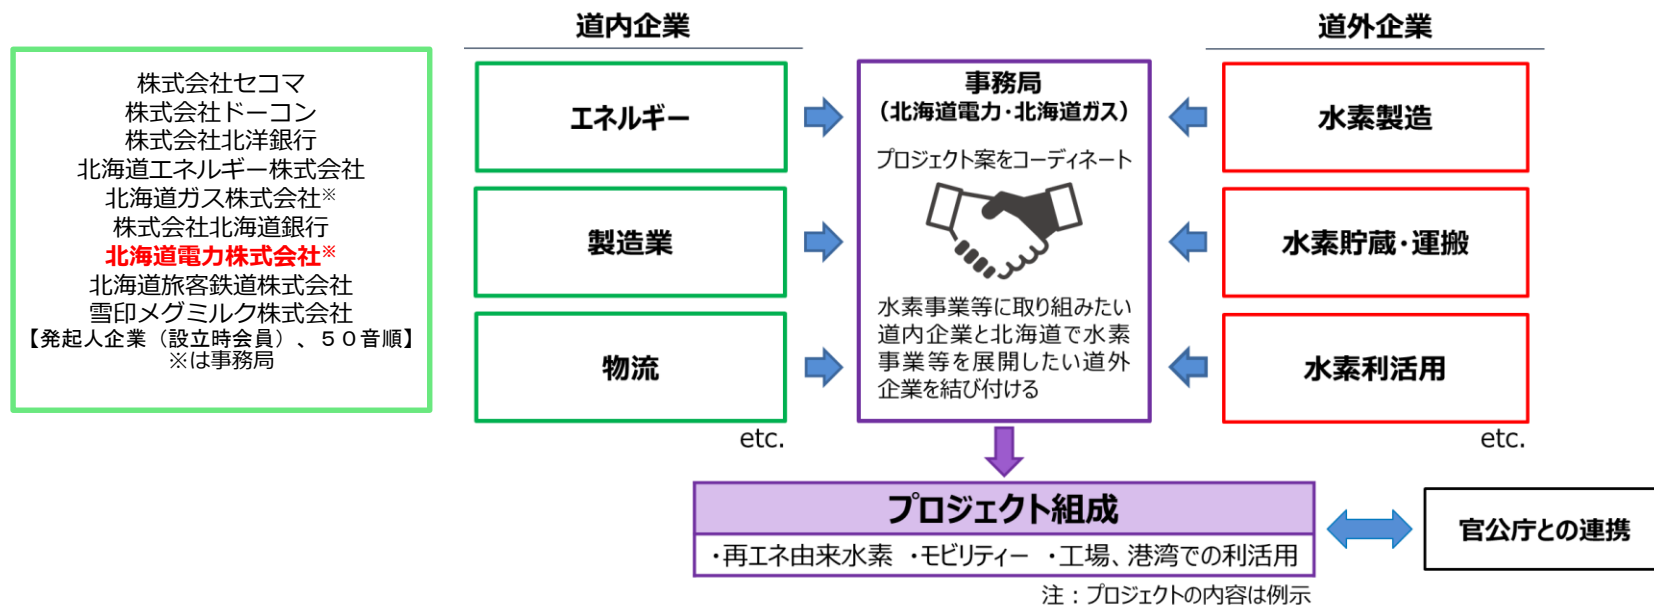 株式会社セコマ
株式会社ドーコン
株式会社北洋銀行
北海道エネルギー株式会社
北海道ガス株式会社※
株式会社北海道銀行
北海道電力株式会社※
北海道旅客鉄道株式会社
雪印メグミルク株式会社
【発起人企業（設立時会員）、５０音順】
※は事務局
道内企業
エネルギー
製造業
物流
etc.
事務局
（北海道電力・北海道ガス）
プロジェクト案をコーディネート
水素事業等に取り組みたい
道内企業と北海道で水素
事業等を展開したい道外
企業を結び付ける
道外企業
水素製造
水素貯蔵・運搬
水素利活用
etc.
プロジェクト組成
・再エネ由来水素 ・モビリティー ・工場、港湾での利活用
官公庁との連携
注：プロジェクトの内容は例示